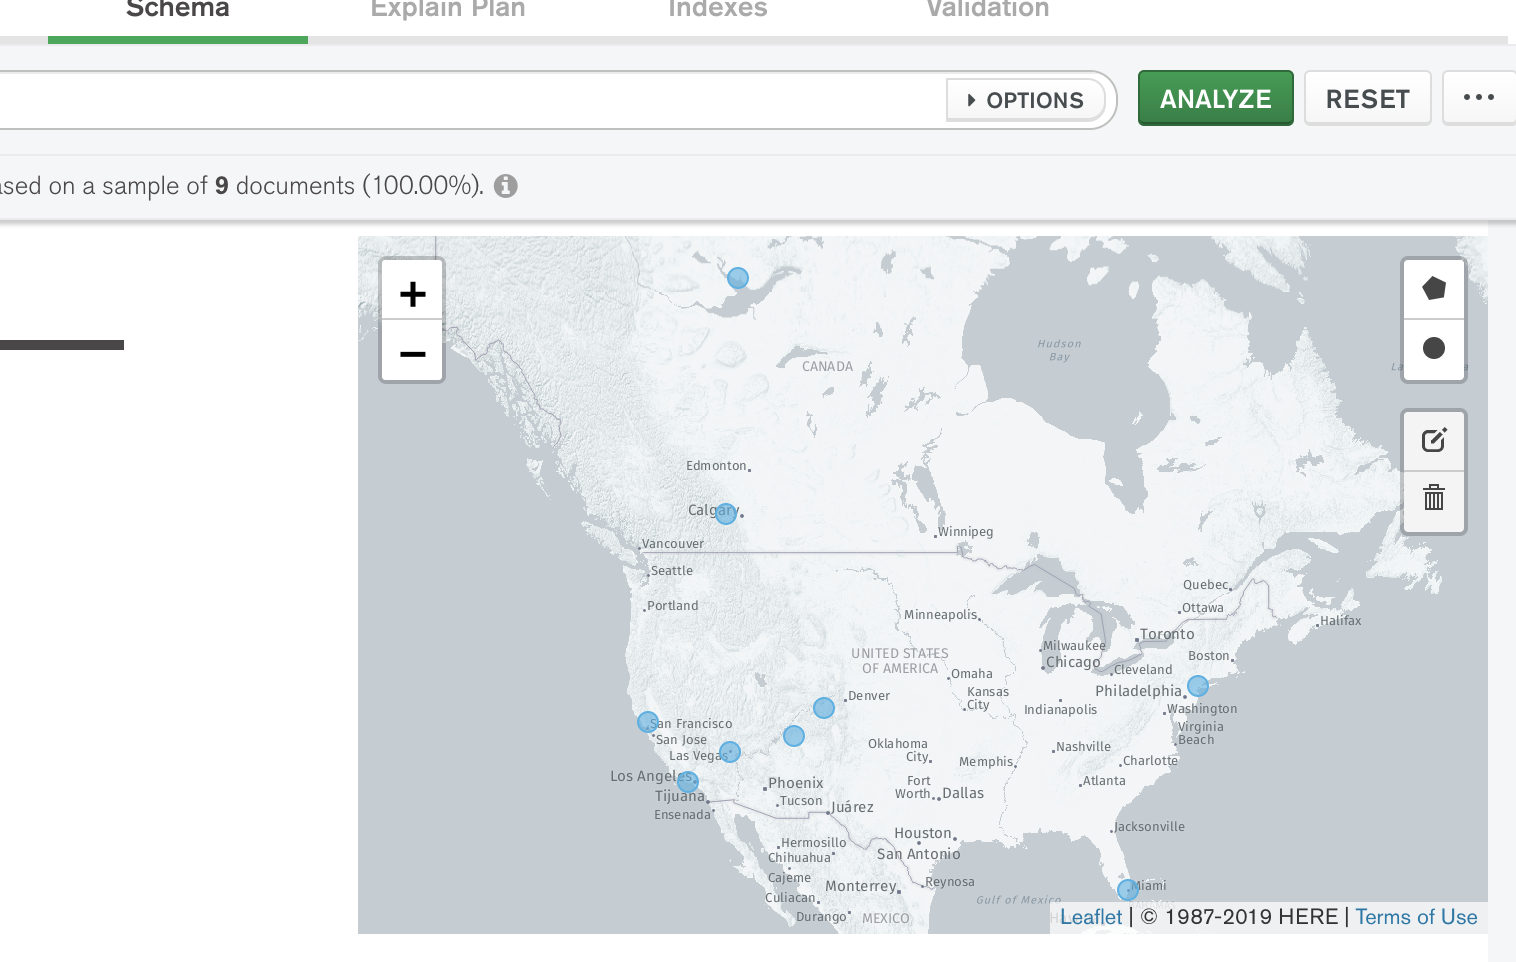 Schema Explain Plan Indexes Validation
OPTIONS ANALYZE RESET
ased on a sample of 9 documents (100.00%).
+
−
Hudson
Bay
CANADA
Edmonton
Calgary
Winnipeg
Vancouver
Seattle
Portland
Quebec
Ottawa
Minneapolis
Halifax
Toronto
Milwaukee
UNITED STATES
OF AMERICA
Boston
Chicago
Cleveland
Omaha
Denver
Kansas
City
Philadelphia
Indianapolis
Washington
San Francisco
Virginia
Beach
San Jose
Las Vegas
Oklahoma
City
Nashville
Memphis
Charlotte
Los Angeles
Phoenix
Fort
Worth
Dallas
Atlanta
Tijuana
Tucson
Juárez
Ensenada
Jacksonville
Houston
Hermosillo
San Antonio
Chihuahua
Cajeme
Monterrey
Reynosa
Miami
Culiacan
Gulf of Mexico
Durango
MEXICO
Leaflet | © 1987-2019 HERE | Terms of Use